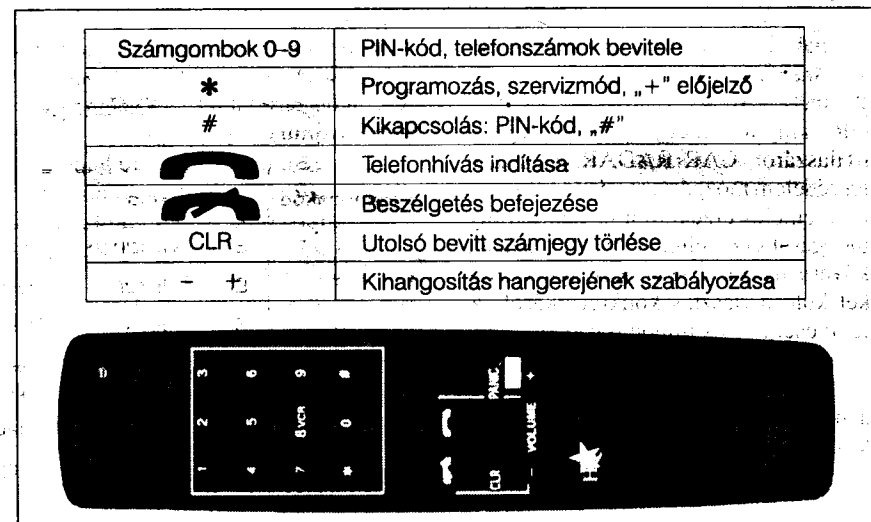 Számgombok 0–9 PIN-kód, telefonszámok bevitele
* Programozás, szervizmód, „+” előjelző
# Kikapcsolás: PIN-kód, „#”
Telefonhívás indítása
Beszélgetés befejezése
CLR Utolsó bevitt számjegy törlése
– + Kihangosítás hangerejének szabályozása
3 6 9 #
2 5 8 VCR 0
1 4 7 *
PANIC
CLR
– VOLUME +